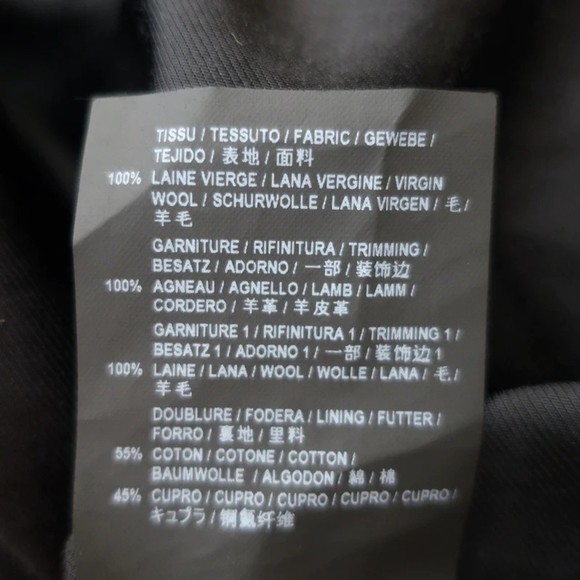 TISSU / TESSUTO / FABRIC / GEWEBE /
TEJIDO / 表地 / 面料
100% LAINE VIERGE / LANA VERGINE / VIRGIN
WOOL / SCHURWOLLE / LANA VIRGEN / 毛 /
羊毛
GARNITURE / RIFINITURA / TRIMMING /
BESATZ / ADORNO / 一部 / 装饰边
100% AGNEAU / AGNELLO / LAMB / LAMM /
CORDERO / 羊革 / 羊皮革
GARNITURE 1 / RIFINITURA 1 / TRIMMING 1 /
BESATZ 1 / ADORNO 1 / 一部 / 装饰边 1
100% LAINE / LANA / WOOL / WOLLE / LANA / 毛 /
羊毛
DOUBLURE / FODERA / LINING / FUTTER /
FORRO / 裏地 / 里料
55% COTON / COTONE / COTTON /
BAUMWOLLE / ALGODON / 綿 / 棉
45% CUPRO / CUPRO / CUPRO / CUPRO / CUPRO /
キュプラ / 铜氨纤维